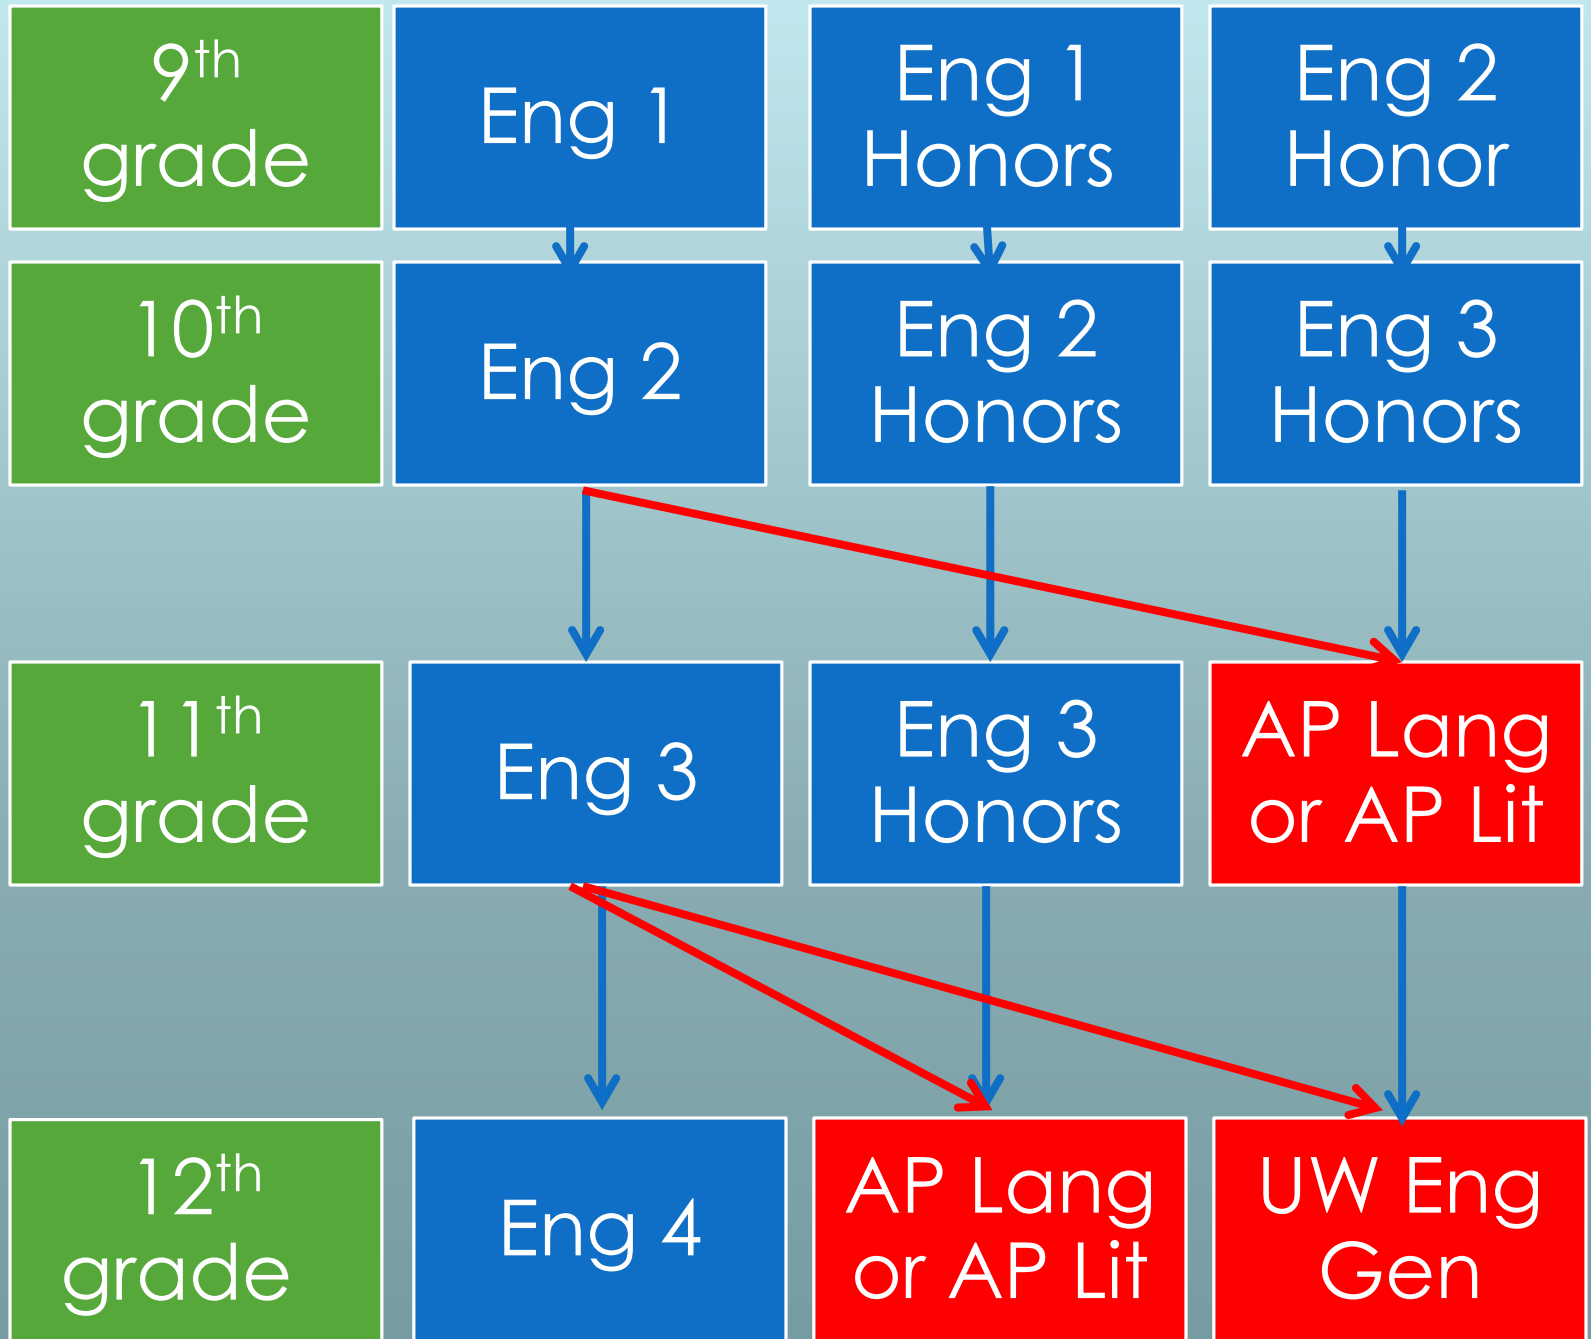 9th
grade
Eng 1
Eng 1
Honors
Eng 2
Honor
10th
grade
Eng 2
Eng 2
Honors
Eng 3
Honors
11th
grade
Eng 3
Eng 3
Honors
AP Lang
or AP Lit
12th
grade
Eng 4
AP Lang
or AP Lit
UW Eng
Gen